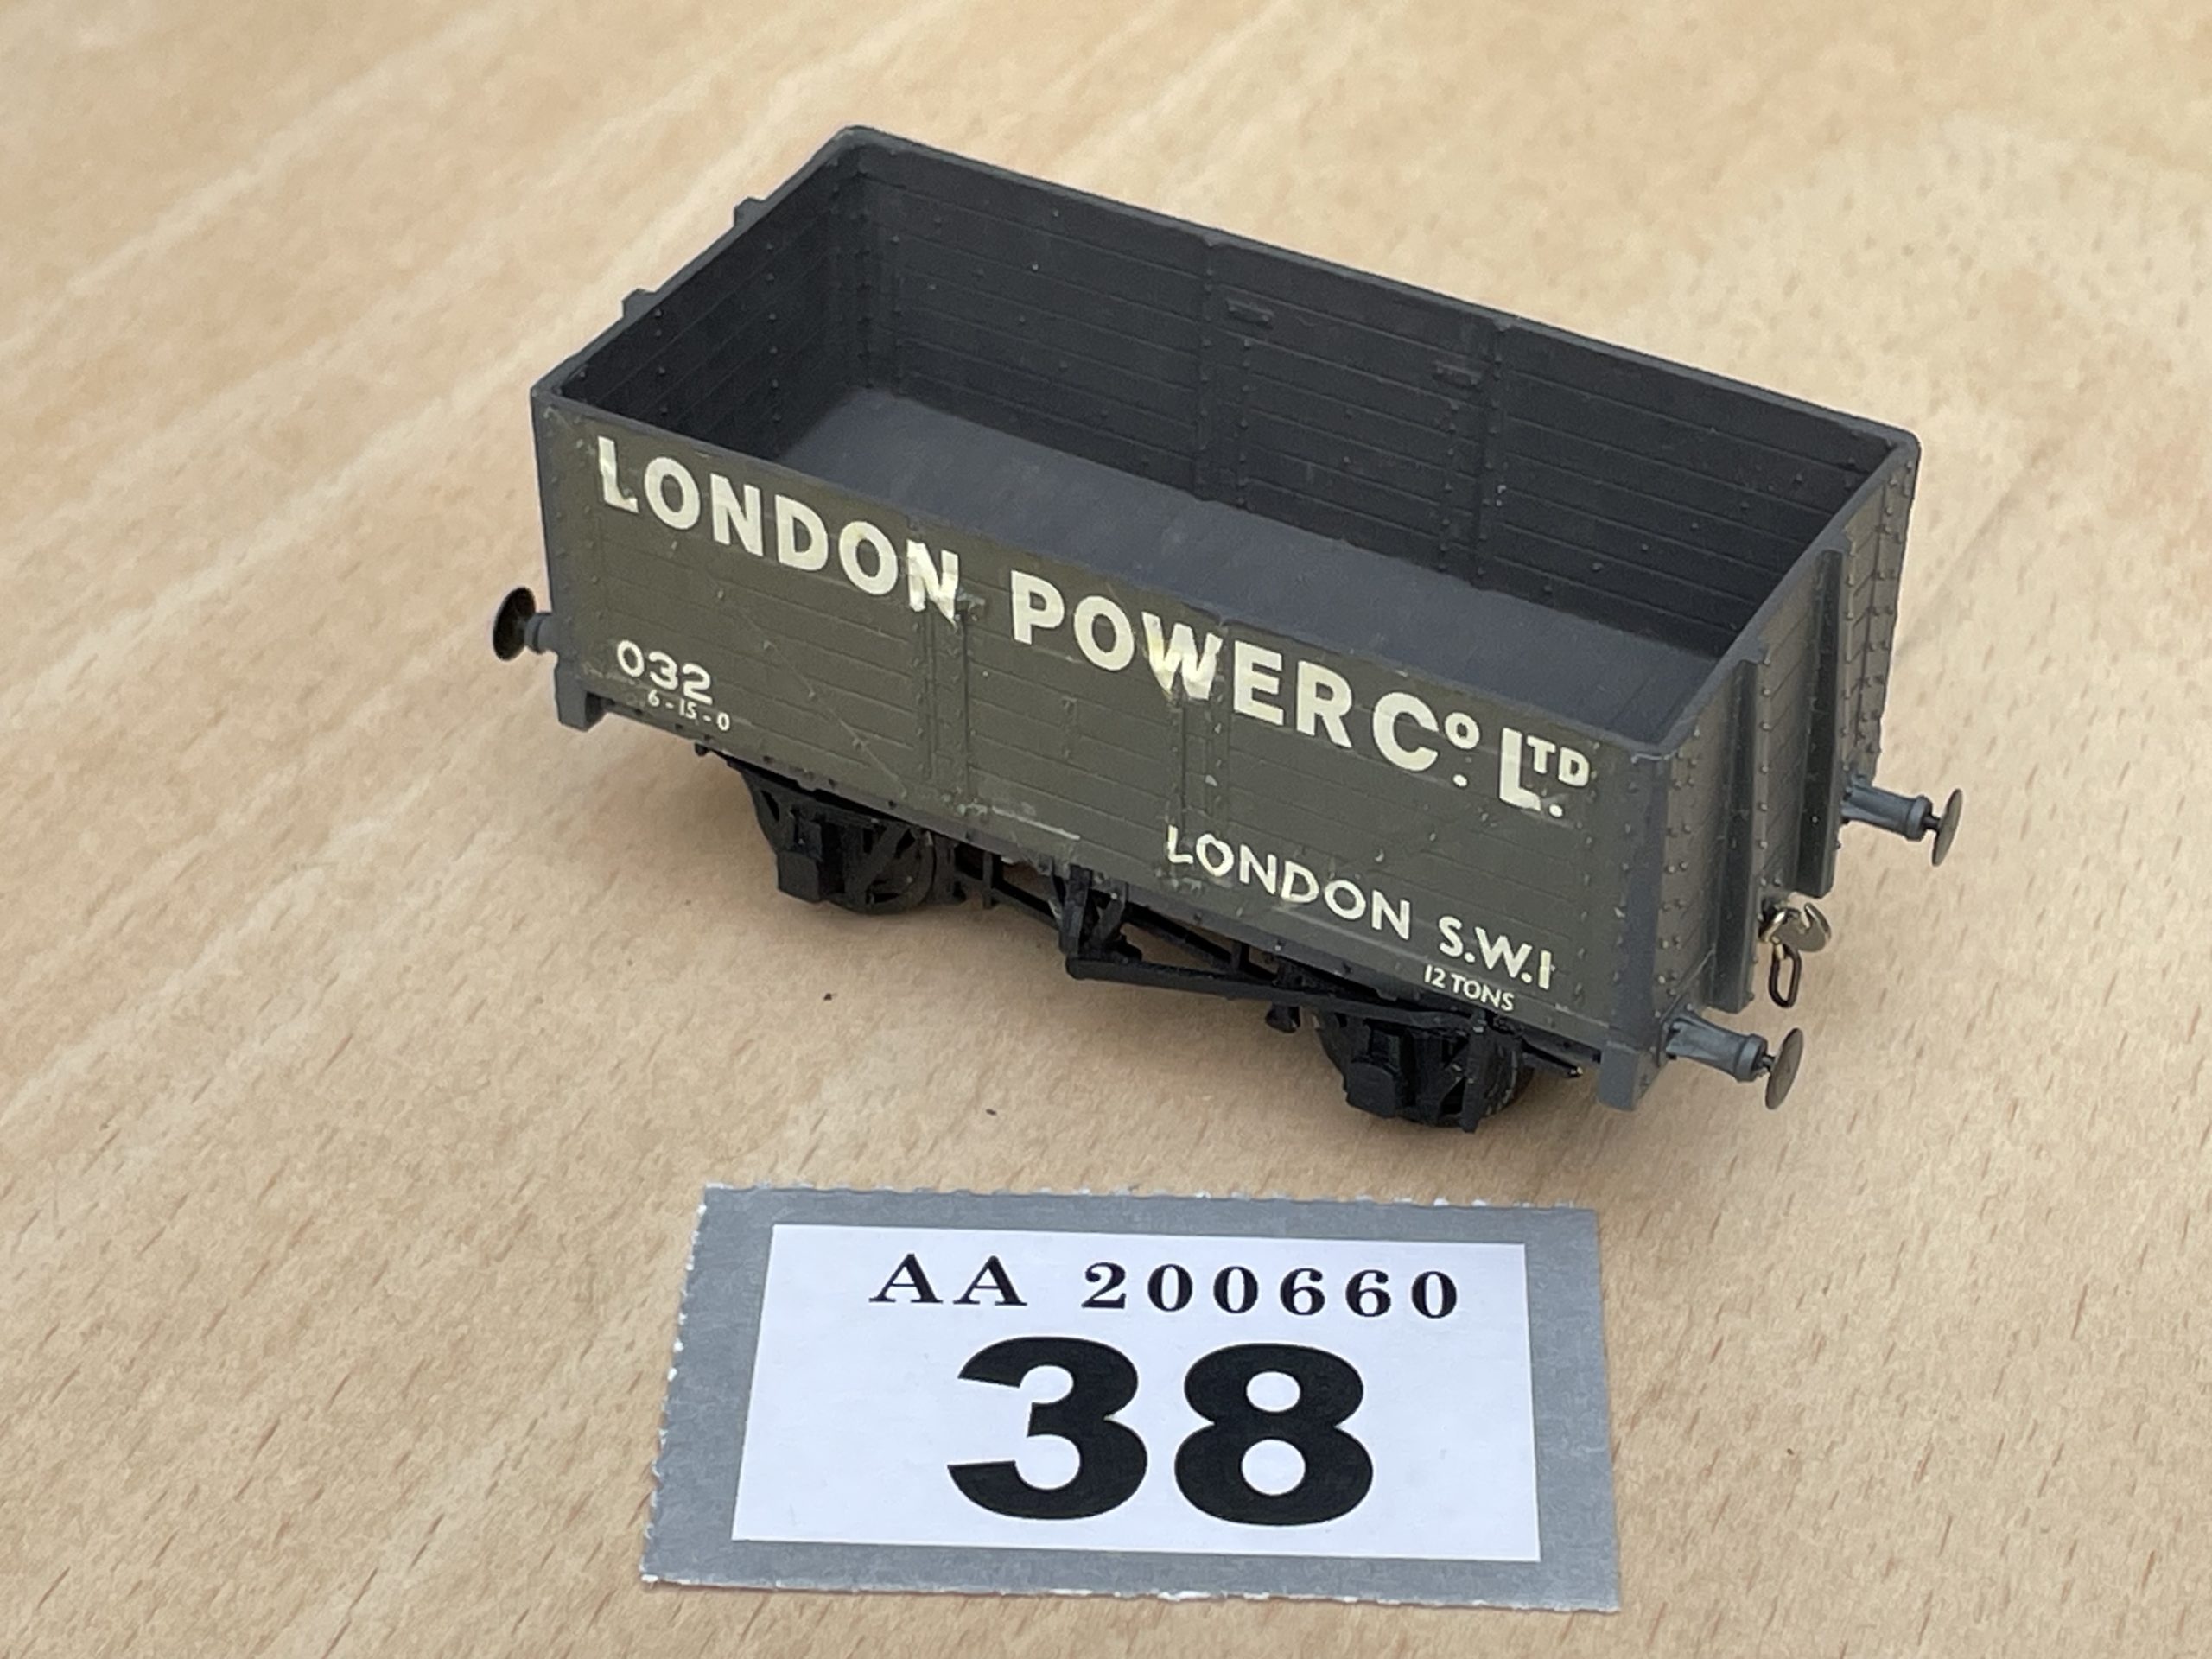 LONDON POWER Cº. LTD.
032
6-15-0
LONDON S.W.1
12 TONS
AA 200660
38